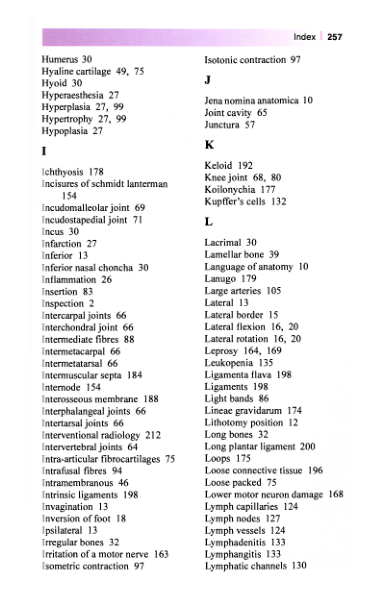 Index 257
Humerus 30
Hyaline cartilage 49, 75
Hyoid 30
Hyperaesthesia 27
Hyperplasia 27, 99
Hypertrophy 27, 99
Hypoplasia 27
I
Ichthyosis 178
Incisures of schmidt lanterman
154
Incudomalleolar joint 69
Incudostapedial joint 71
Incus 30
Infarction 27
Inferior 13
Inferior nasal choncha 30
Inflammation 26
Insertion 83
Inspection 2
Intercarpal joints 66
Interchondral joint 66
Intermediate fibres 88
Intermetacarpal 66
Intermetatarsal 66
Intermuscular septa 184
Internode 154
Interosseous membrane 188
Interphalangeal joints 66
Intertarsal joints 66
Interventional radiology 212
Intervertebral joints 64
Intra-articular fibrocartilages 75
Intrafusal fibres 94
Intramembranous 46
Intrinsic ligaments 198
Invagination 13
Inversion of foot 18
Ipsilateral 13
Irregular bones 32
Irritation of a motor nerve 163
Isometric contraction 97
Isotonic contraction 97
J
Jena nomina anatomica 10
Joint cavity 65
Junctura 57
K
Keloid 192
Knee joint 68, 80
Koilonychia 177
Kupffer's cells 132
L
Lacrimal 30
Lamellar bone 39
Language of anatomy 10
Lanugo 179
Large arteries 105
Lateral 13
Lateral border 15
Lateral flexion 16, 20
Lateral rotation 16, 20
Leprosy 164, 169
Leukopenia 135
Ligamenta flava 198
Ligaments 198
Light bands 86
Lineae gravidarum 174
Lithotomy position 12
Long bones 32
Long plantar ligament 200
Loops 175
Loose connective tissue 196
Loose packed 75
Lower motor neuron damage 168
Lymph capillaries 124
Lymph nodes 127
Lymph vessels 124
Lymphadenitis 133
Lymphangitis 133
Lymphatic channels 130